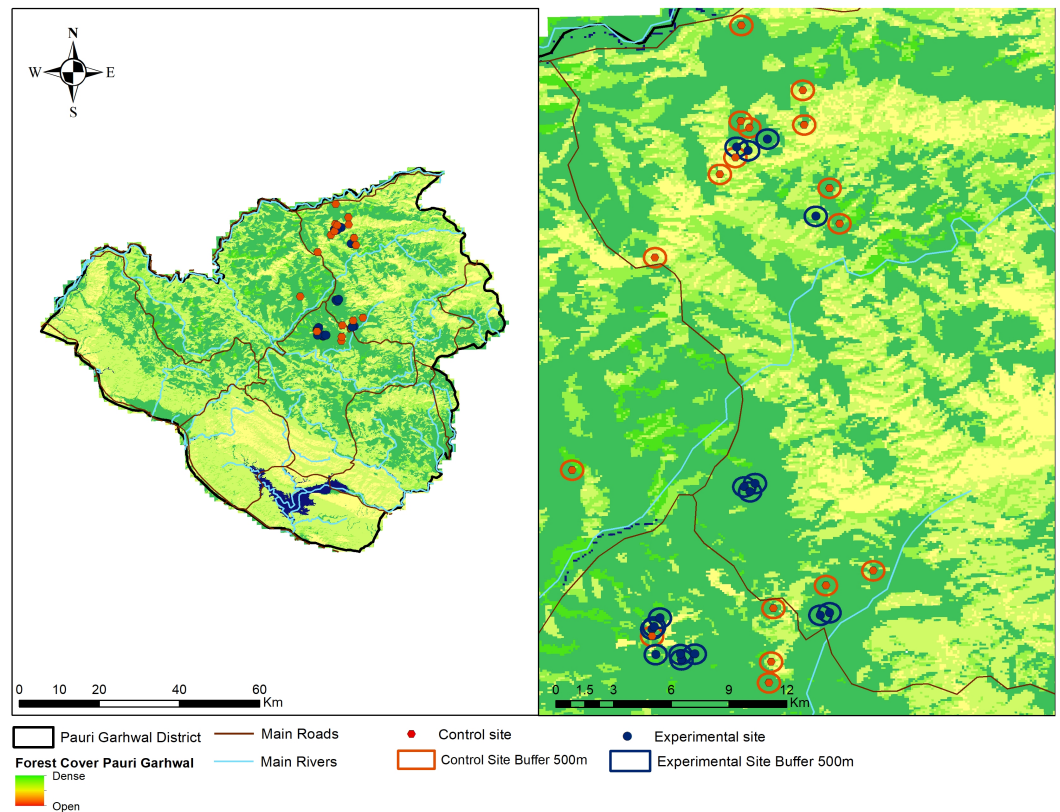 N
W E
S
0 10 20 40 60
Km
0 1.5 3 6 9 12
Km
Pauri Garhwal District
Main Roads
Control site
Experimental site
Forest Cover Pauri Garhwal
Main Rivers
Control Site Buffer 500m
Experimental Site Buffer 500m
Dense
Open